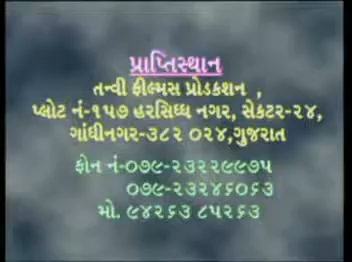 પ્રાપ્તિસ્થાન
તન્વી ફીલ્મસ પ્રોડકશન ,
પ્લોટ નં-૧૫૭ હરસિધ્ધ નગર, સેકટર-૨૪,
ગાંધીનગર-૩૮૨ ૦૨૪,ગુજરાત
ફોન નં-૦૭૯-૨૩૨૨૯૯૭૫
૦૭૯-૨૩૨૪૬૦૬૩
મો. ૯૪૨૬૩ ૮૫૨૬૩